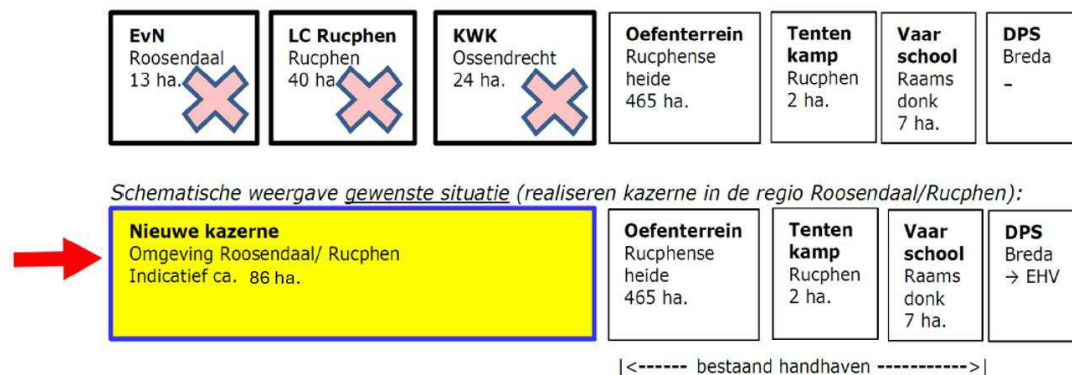 EvN
Roosendaal
13 ha.
LC Rucphen
Rucphen
40 ha.
KWK
Ossendrecht
24 ha.
Oefenterrein
Rucphense
heide
465 ha.
Tenten
kamp
Rucphen
2 ha.
Vaar
school
Raams
donk
7 ha.
DPS
Breda
-
Schematische weergave gewenste situatie (realiseren kazerne in de regio Roosendaal/Rucphen):
Nieuwe kazerne
Omgeving Roosendaal/ Rucphen
Indicatief ca. 86 ha.
Oefenterrein
Rucphense
heide
465 ha.
Tenten
kamp
Rucphen
2 ha.
Vaar
school
Raams
donk
7 ha.
DPS
Breda
→ EHV
|<------ bestaand handhaven ------>|